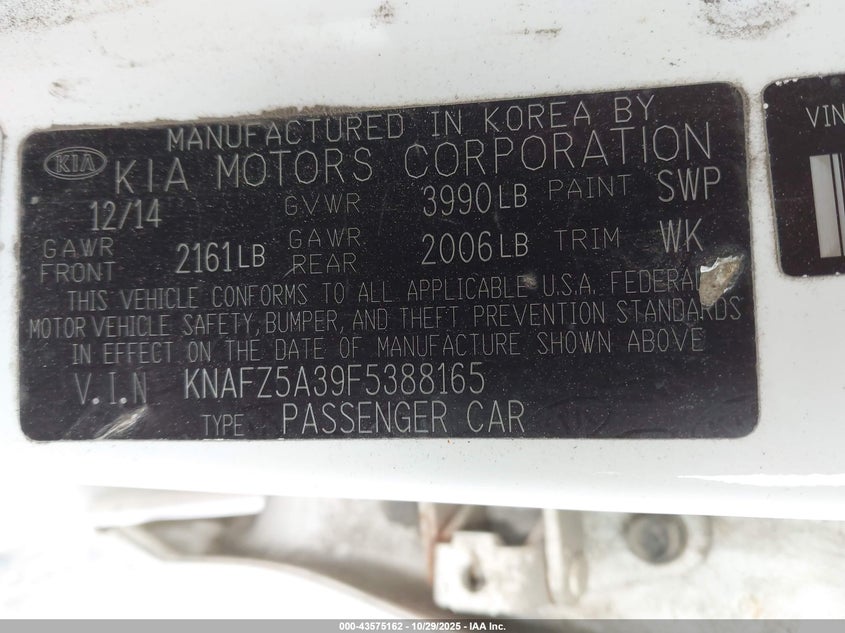 MANUFACTURED IN KOREA BY
KIA
KIA MOTORS CORPORATION
12/14 GVWR 3990LB PAINT SWP
GAWR FRONT 2161LB GAWR REAR 2006LB TRIM WK
THIS VEHICLE CONFORMS TO ALL APPLICABLE U.S.A. FEDERAL
MOTOR VEHICLE SAFETY, BUMPER, AND THEFT PREVENTION STANDARDS
IN EFFECT ON THE DATE OF MANUFACTURE SHOWN ABOVE
V.I.N KNAFZ5A39F5388165
TYPE PASSENGER CAR
VIN
000-43575162 - 10/29/2025 - IAA Inc.